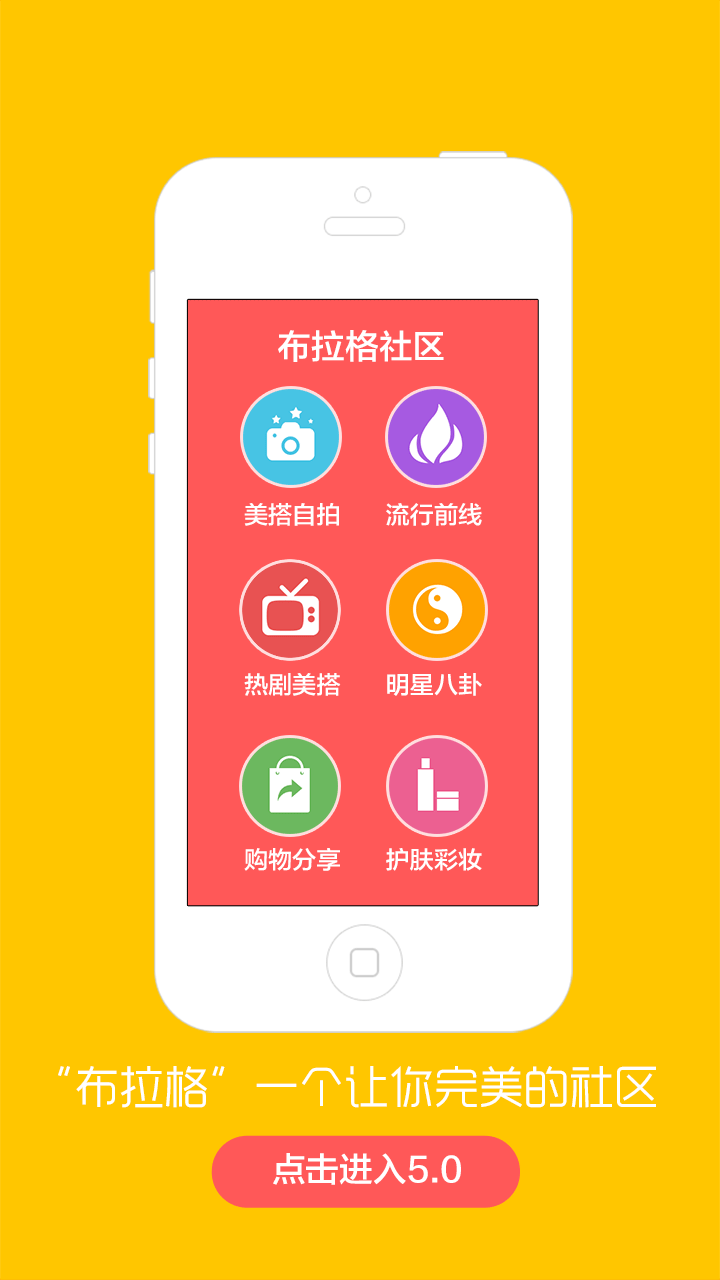 布拉格社区
美搭自拍 流行前线
热剧美搭 明星八卦
购物分享 护肤彩妆
“布拉格”一个让你完美的社区
点击进入5.0